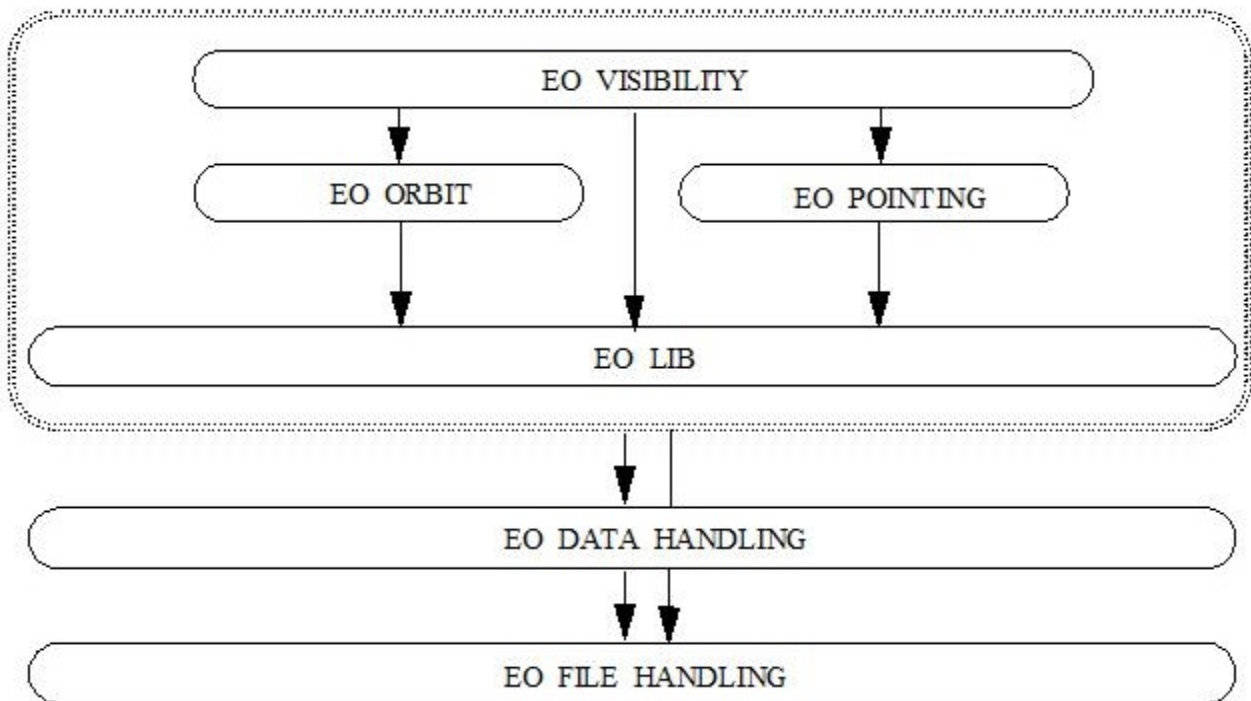 EO VISIBILITY
EO ORBIT
EO POINTING
EO LIB
EO DATA HANDLING
EO FILE HANDLING